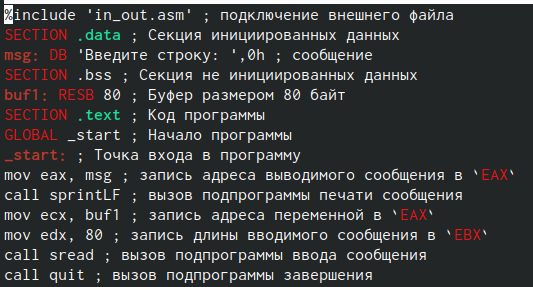 %include 'in_out.asm' ; подключение внешнего файла
SECTION .data ; Секция инициированных данных
msg: DB 'Введите строку: ',0h ; сообщение
SECTION .bss ; Секция не инициированных данных
buf1: RESB 80 ; Буфер размером 80 байт
SECTION .text ; Код программы
GLOBAL _start ; Начало программы
_start: ; Точка входа в программу
mov eax, msg ; запись адреса выводимого сообщения в `EAX`
call sprintLF ; вызов подпрограммы печати сообщения
mov ecx, buf1 ; запись адреса переменной в `EAX`
mov edx, 80 ; запись длины вводимого сообщения в `EBX`
call sread ; вызов подпрограммы ввода сообщения
call quit ; вызов подпрограммы завершения